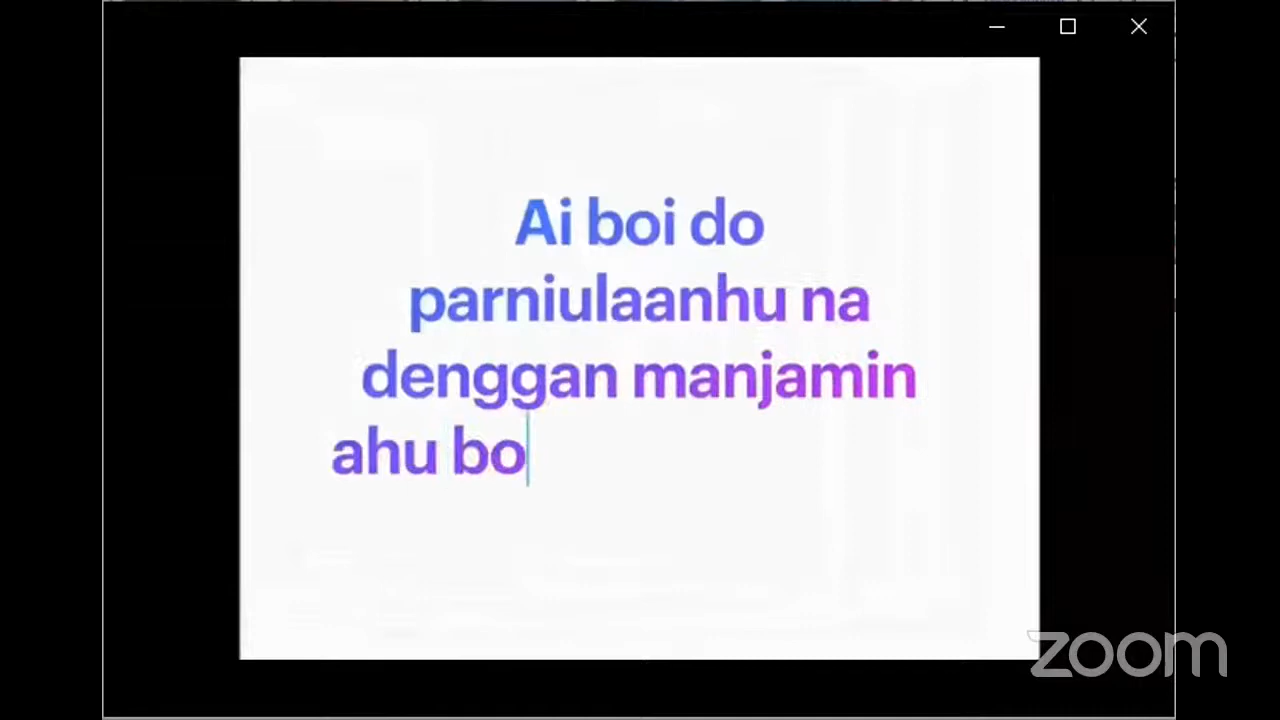 Ai boi do
parniulaanhu na
denggan manjamin
ahu bo
zoom